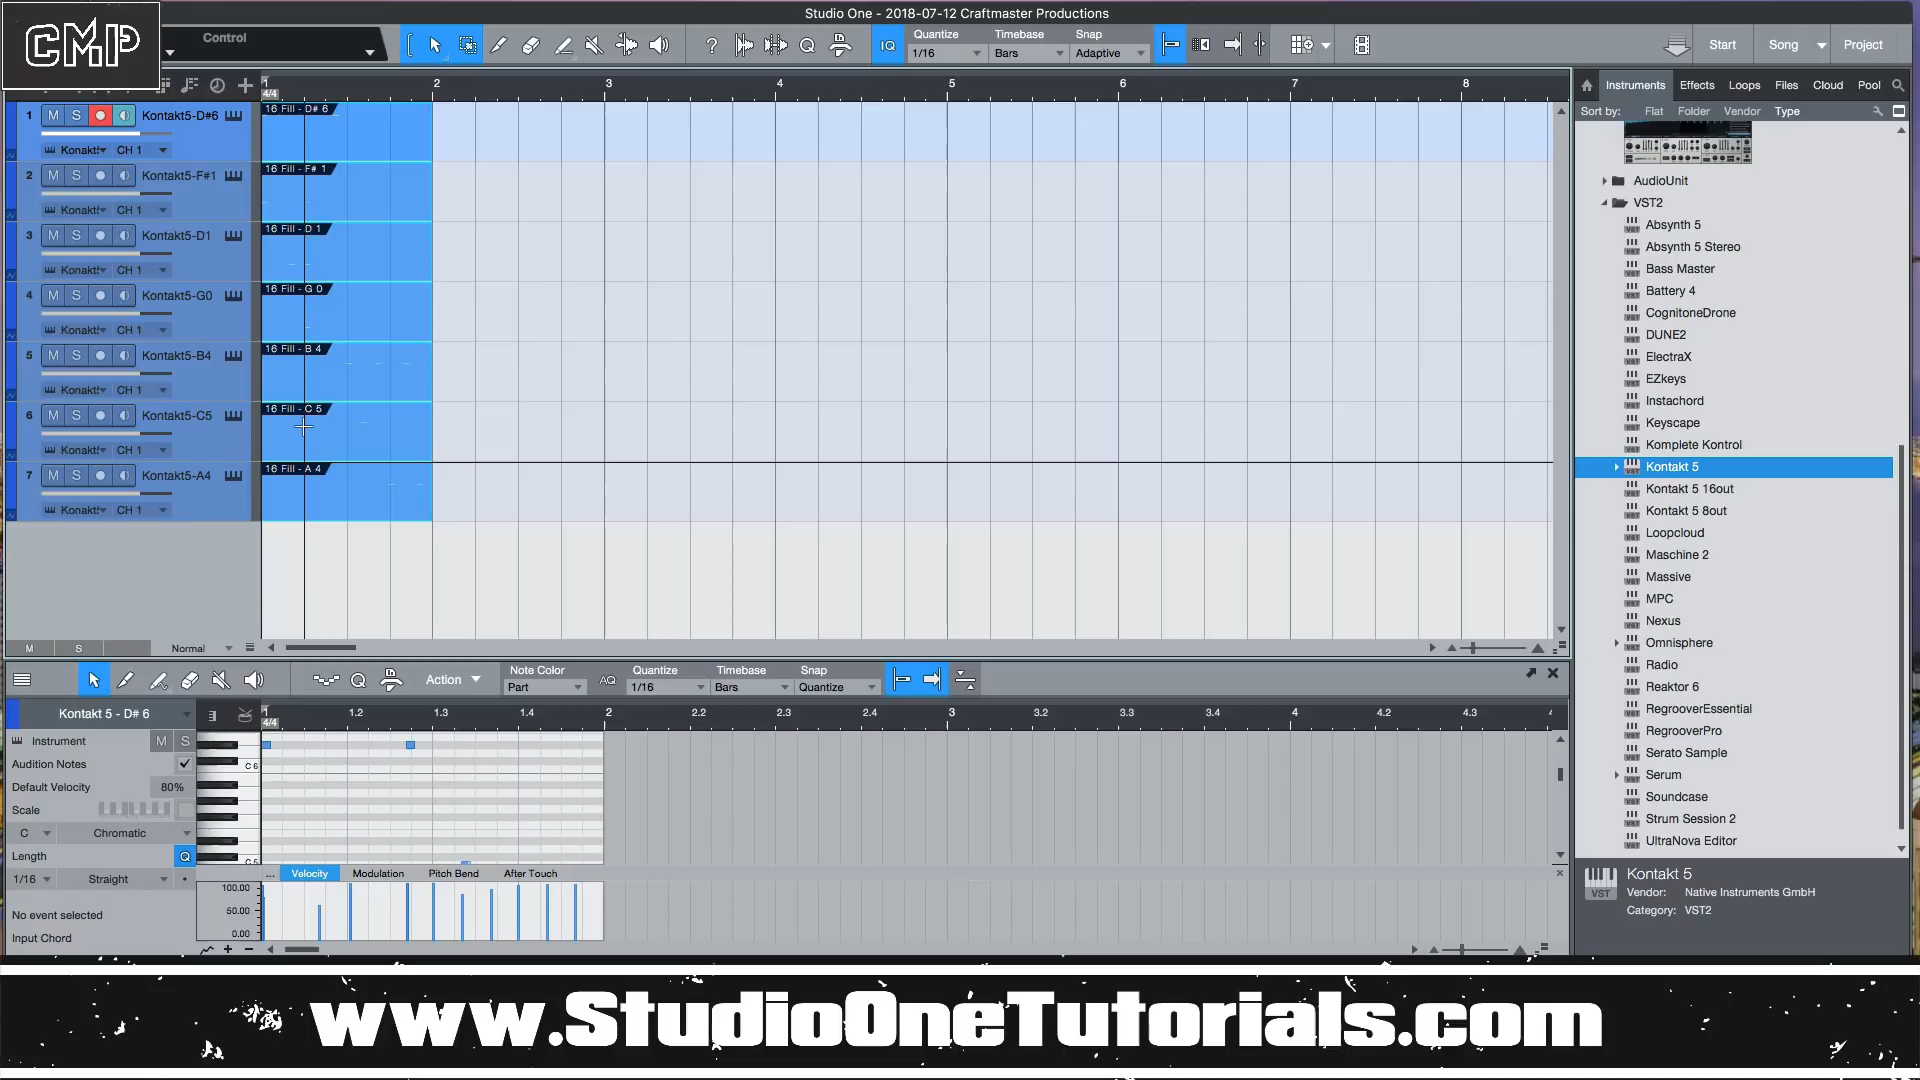 Studio One - 2018-07-12 Craftmaster Productions
CMP
Control
Quantize
1/16
Timebase
Bars
Snap
Adaptive
IQ
Start
Song
Project
1
4/4
2
3
4
5
6
7
8
1 M S Kontakt5-D#6
CH 1
2 M S Kontakt5-F#1
CH 1
3 M S Kontakt5-D1
CH 1
4 M S Kontakt5-G0
CH 1
5 M S Kontakt5-B4
CH 1
6 M S Kontakt5-C5
CH 1
7 M S Kontakt5-A4
CH 1
16 Fill - D# 6
16 Fill - F# 1
16 Fill - D 1
16 Fill - G 0
16 Fill - B 4
16 Fill - C 5
16 Fill - A 4
M S Normal
Instruments Effects Loops Files Cloud Pool
Sort by: Flat Folder Vendor Type
AudioUnit
VST2
Absynth 5
Absynth 5 Stereo
Bass Master
Battery 4
CognitoneDrone
DUNE2
ElectraX
EZkeys
Instachord
Keyscape
Komplete Kontrol
Kontakt 5
Kontakt 5 16out
Kontakt 5 8out
Loopcloud
Maschine 2
Massive
MPC
Nexus
Omnisphere
Radio
Reaktor 6
RegrooverEssential
RegrooverPro
Serato Sample
Serum
Soundcase
Strum Session 2
UltraNova Editor
Kontakt 5
Vendor: Native Instruments GmbH
Category: VST2
VST
Action
Note Color
Part
AQ
Quantize
1/16
Timebase
Bars
Snap
Quantize
Kontakt 5 - D# 6
4/4
1.2 1.3 1.4 2 2.2 2.3 2.4 3 3.2 3.3 3.4 4 4.2 4.3
Instrument M S
Audition Notes
Default Velocity 80%
Scale
C Chromatic
Length Q
1/16 Straight
No event selected
Input Chord
C 6
C 5
... Velocity Modulation Pitch Bend After Touch
100.00
50.00
0.00
www.StudioOneTutorials.com